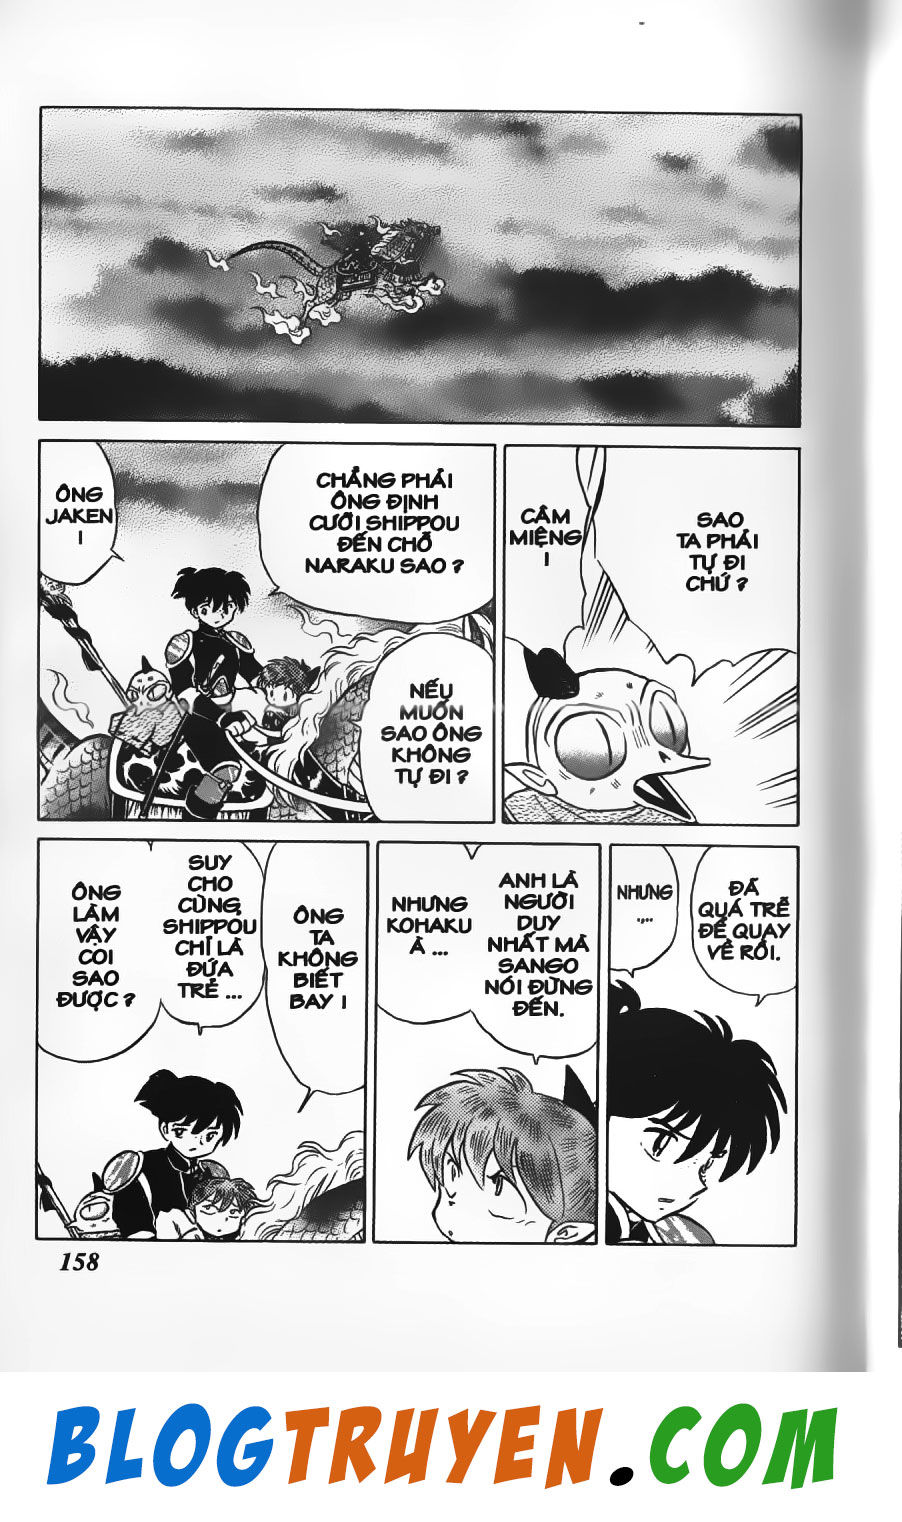 SAO
TA PHẢI
TỰ ĐI
CHỨ ?
CÂM
MIỆNG
!
CHẲNG PHẢI
ÔNG ĐỊNH
CƯỠI SHIPPOU
ĐẾN CHỖ
NARAKU SAO ?
NẾU
MUỐN
SAO ÔNG
KHÔNG
TỰ ĐI ?
ÔNG
JAKEN
!
ĐÃ
QUÁ TRỄ
ĐỂ QUAY
VỀ RỒI.
NHƯNG
....
ANH LÀ
NGƯỜI
DUY
NHẤT MÀ
SANGO
NÓI ĐỪNG
ĐẾN.
NHƯNG
KOHAKU
À ...
ÔNG
TA
KHÔNG
BIẾT
BAY !
SUY
CHO
CÙNG,
SHIPPOU
CHỈ LÀ
ĐỨA
TRẺ ...
ÔNG
LÀM
VẬY
COI
SAO
ĐƯỢC ?
158
BLOGTRUYEN.COM